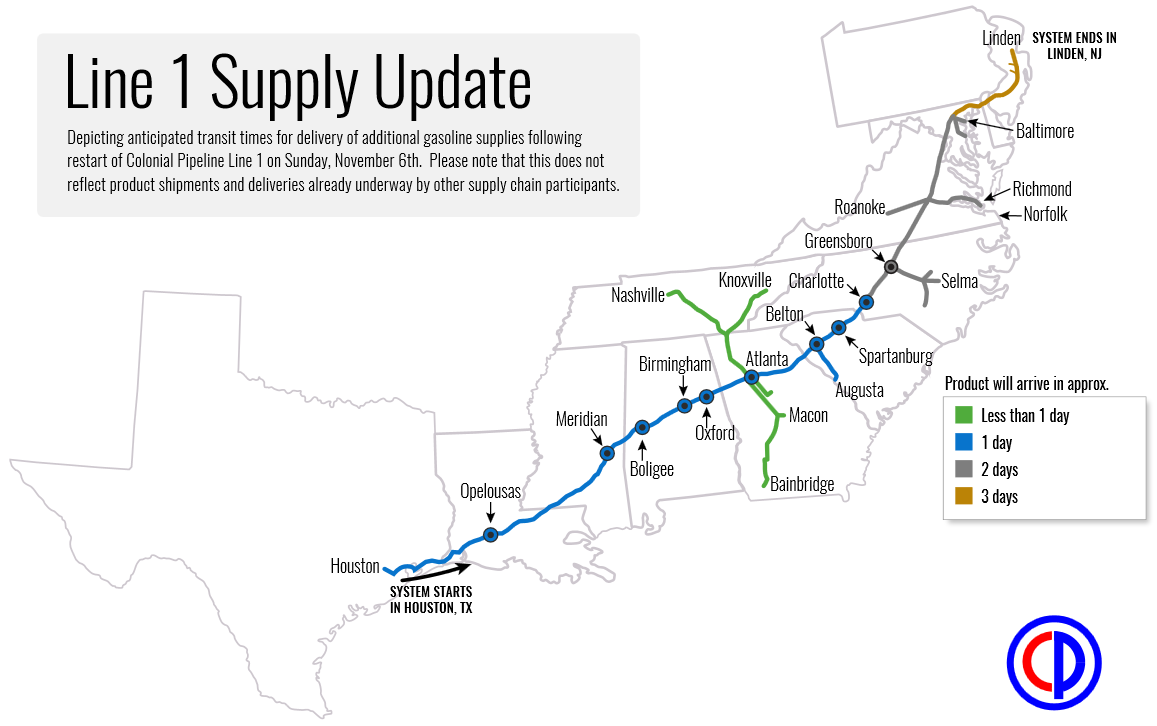 Line 1 Supply Update
Depicting anticipated transit times for delivery of additional gasoline supplies following
restart of Colonial Pipeline Line 1 on Sunday, November 6th. Please note that this does not
reflect product shipments and deliveries already underway by other supply chain participants.
Linden
SYSTEM ENDS IN
LINDEN, NJ
Baltimore
Richmond
Norfolk
Roanoke
Greensboro
Selma
Charlotte
Knoxville
Nashville
Belton
Spartanburg
Atlanta
Birmingham
Augusta
Macon
Oxford
Meridian
Boligee
Bainbridge
Opelousas
Houston
SYSTEM STARTS
IN HOUSTON, TX
Product will arrive in approx.
Less than 1 day
1 day
2 days
3 days
CP